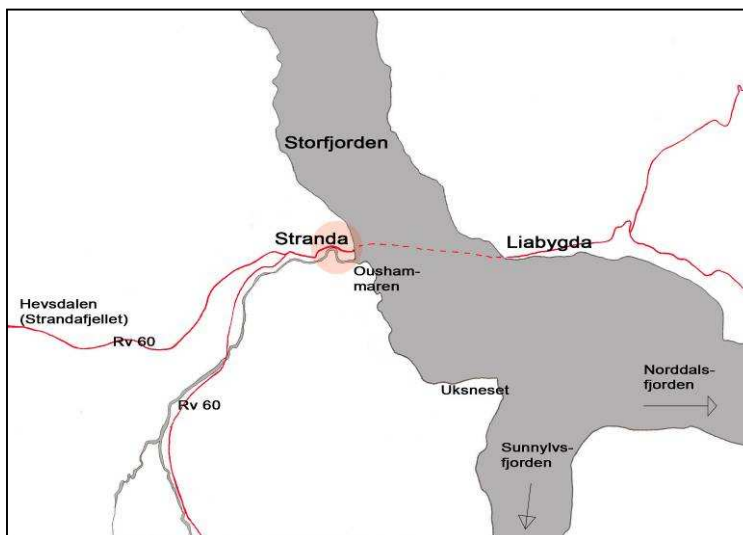 Storfjorden
Stranda
Liabygda
Ousham-
maren
Hevsdalen
(Strandafjellet)
Rv 60
Norddals-
fjorden
Uksneset
Rv 60
Sunnylvs-
fjorden